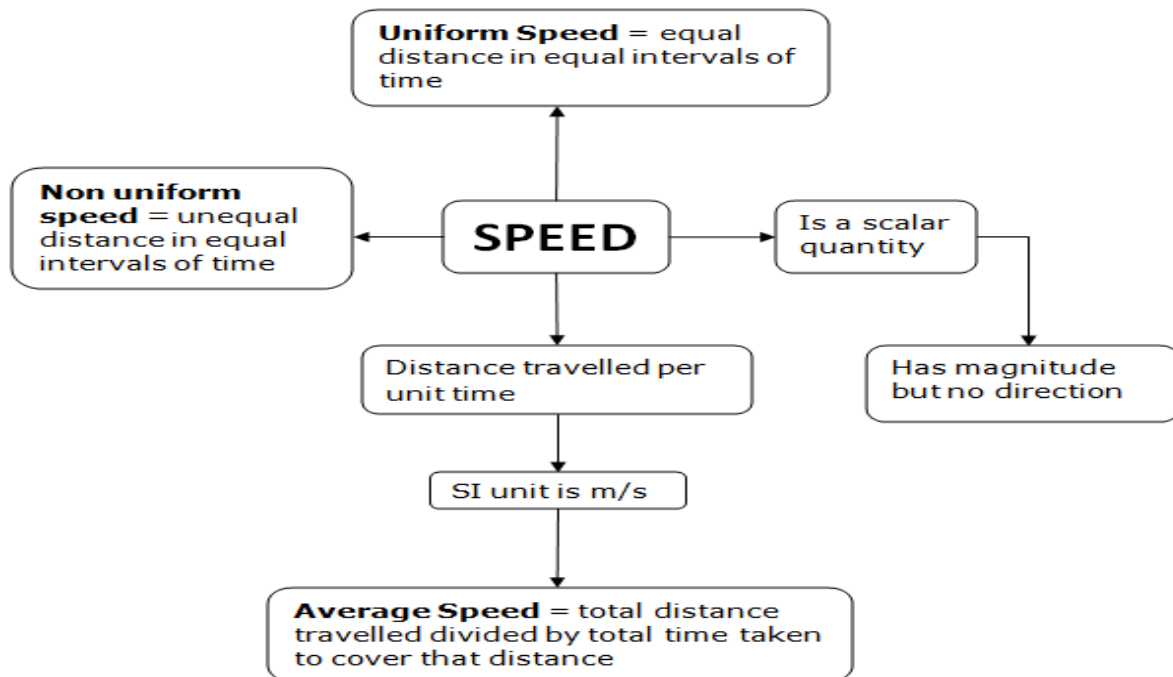 Uniform Speed = equal
distance in equal intervals of
time
Non uniform
speed = unequal
distance in equal
intervals of time
SPEED
Is a scalar
quantity
Distance travelled per
unit time
Has magnitude
but no direction
SI unit is m/s
Average Speed = total distance
travelled divided by total time taken
to cover that distance